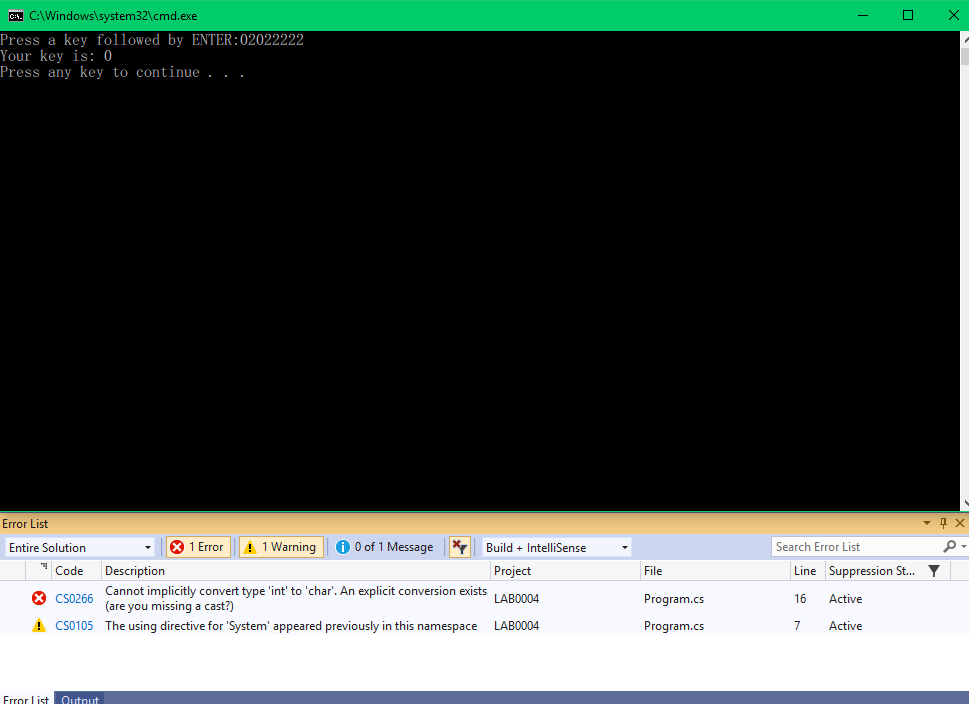 C:\Windows\system32\cmd.exe
Press a key followed by ENTER:02022222
Your key is: 0
Press any key to continue . . .
Error List
Entire Solution 1 Error 1 Warning 0 of 1 Message Build + IntelliSense Search Error List
Code Description Project File Line Suppression St...
CS0266 Cannot implicitly convert type 'int' to 'char'. An explicit conversion exists
(are you missing a cast?) LAB0004 Program.cs 16 Active
CS0105 The using directive for 'System' appeared previously in this namespace LAB0004 Program.cs 7 Active
Error List Output